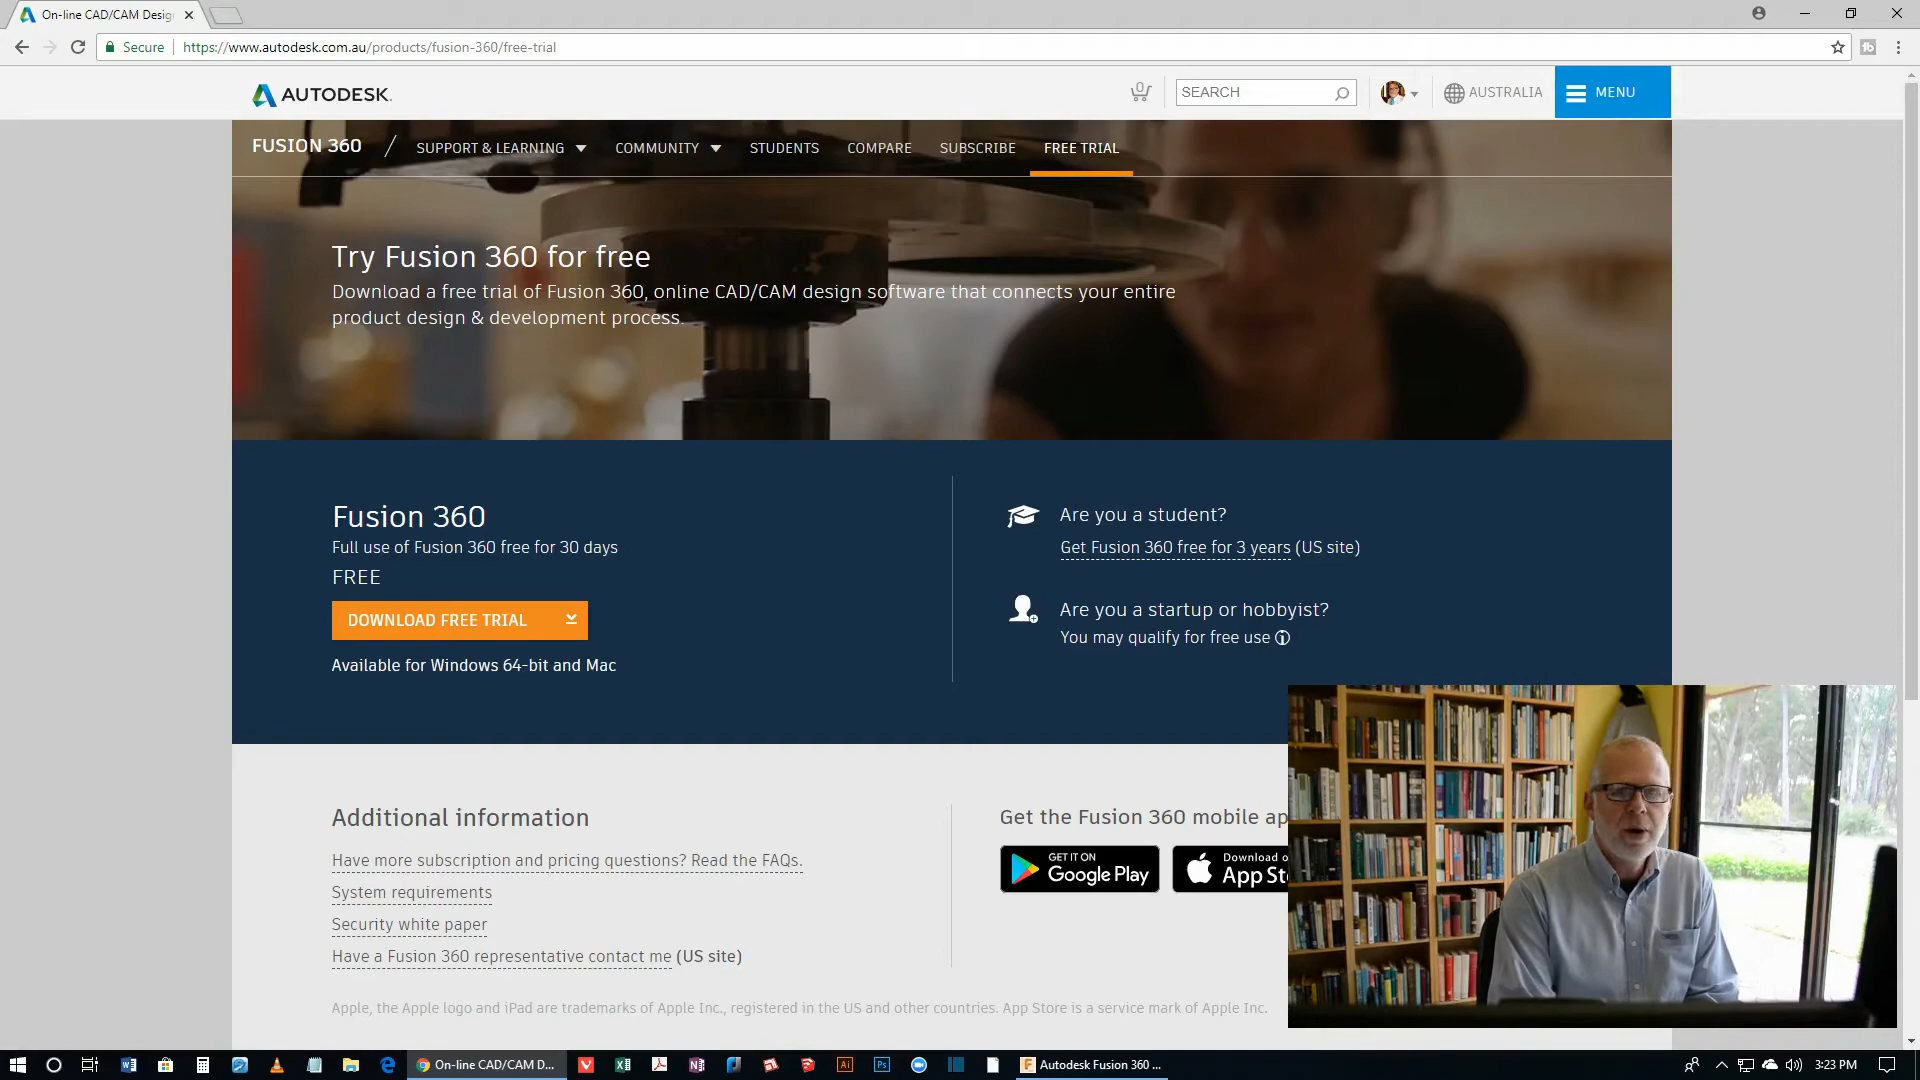 On-line CAD/CAM Desig
Secure
https://www.autodesk.com.au/products/fusion-360/free-trial
AUTODESK.
0
SEARCH
AUSTRALIA
MENU
FUSION 360
SUPPORT & LEARNING
COMMUNITY
STUDENTS
COMPARE
SUBSCRIBE
FREE TRIAL
Try Fusion 360 for free
Download a free trial of Fusion 360, online CAD/CAM design software that connects your entire
product design & development process.
Fusion 360
Full use of Fusion 360 free for 30 days
FREE
DOWNLOAD FREE TRIAL
Available for Windows 64-bit and Mac
Are you a student?
Get Fusion 360 free for 3 years (US site)
Are you a startup or hobbyist?
You may qualify for free use
Additional information
Have more subscription and pricing questions? Read the FAQs.
System requirements
Security white paper
Have a Fusion 360 representative contact me (US site)
Get the Fusion 360 mobile ap
GET IT ON
Google Play
Download o
App Sto
Apple, the Apple logo and iPad are trademarks of Apple Inc., registered in the US and other countries. App Store is a service mark of Apple Inc.
On-line CAD/CAM D...
Autodesk Fusion 360 ...
3:23 PM